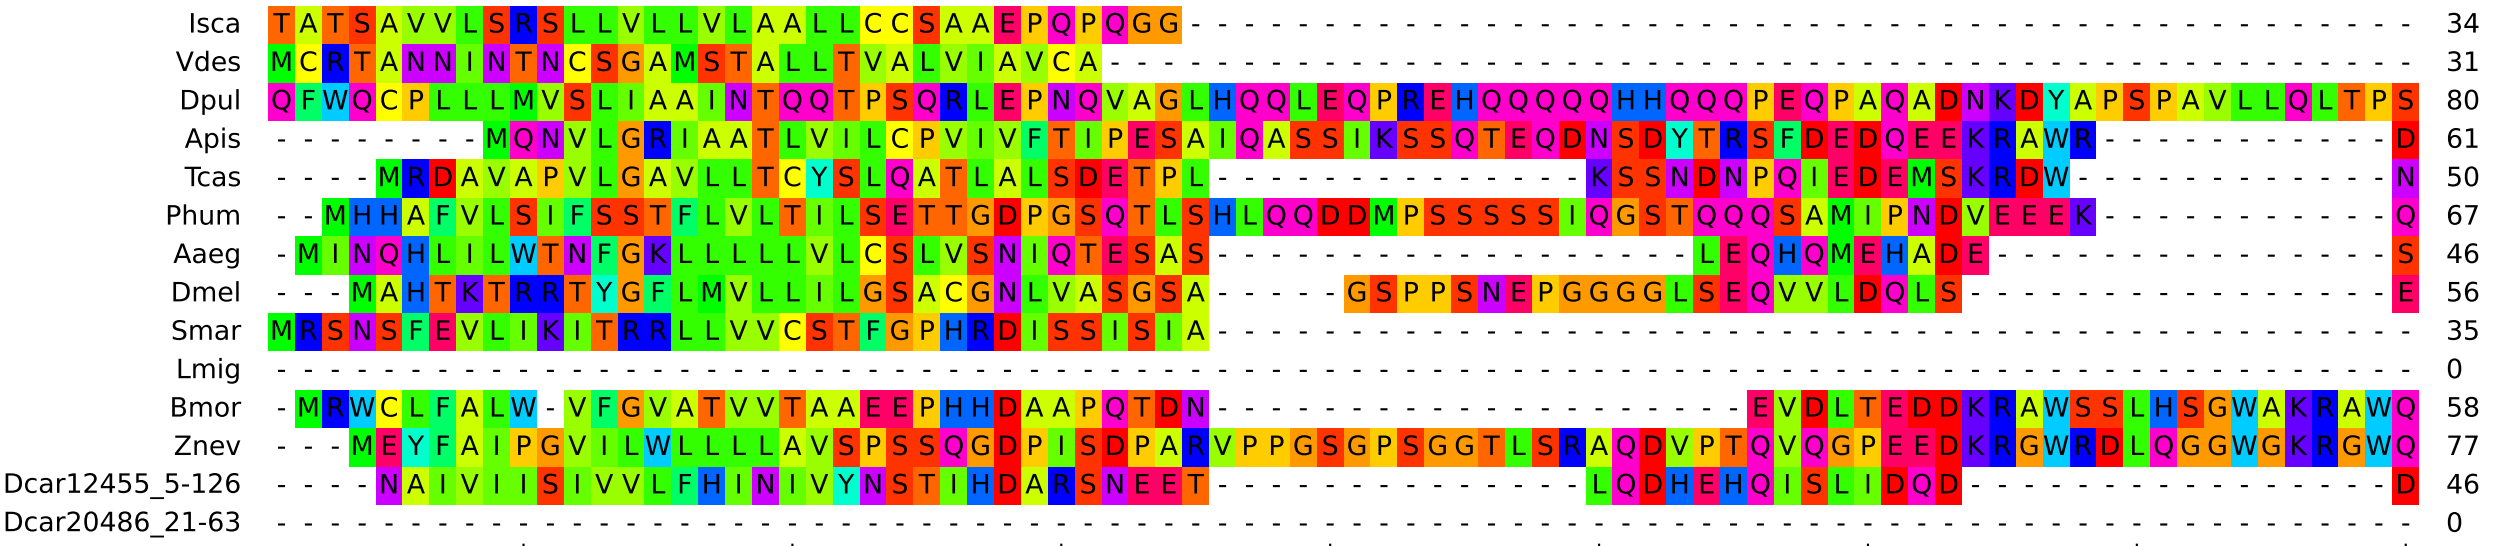 Isca TATSAVVLSRSLLVLLVLAALLCCSAAEPQPQGG---------------------------------------------- 34
Vdes MCRTANNINTNCSGAMSTALLTVALVIAVCA------------------------------------------------- 31
Dpul QFWQCPLLLMVSLIAAINTQQTPSQRLEPNQVAGLHQQLEQPREHQQQQQHHQQQPEQPAQADNKDYAPSPAVLLQLTPS 80
Apis --------MQNVLGRIAATLVILCPVIVFTIPESAIQASSIKSSQTEQDNSDYTRSFDEDQEEKRAWR-----------D 61
Tcas ----MRDAVAPVLGAVLLTCYSLQATLALSDETPL--------------KSSNDNPQIEDEMSKRDW------------N 50
Phum --MHHAFVLSIFSSTFLVLTILSETTGDPGSQTLSHLQQDDMPSSSSSIQGSTQQQSAMIPNDVEEEK-----------Q 67
Aaeg -MINQHLILWTNFGKLLLLLVLCSLVSNIQTESAS------------------LEQHQMEHADE---------------S 46
Dmel ---MAHTKTRRTYGFLMVLLILGSACGNLVASGSA-----GSPPSNEPGGGGLSEQVVLDQLS----------------E 56
Smar MRSNSFEVLIKITRRLLVVCSTFGPHRDISSISIA--------------------------------------------- 35
Lmig -------------------------------------------------------------------------------- 0
Bmor -MRWCLFALW-VFGVATVVTAAEEPHHDAAPQTDN--------------------EVDLTEDDKRAWSSLHSGWAKRAWQ 58
Znev ---MEYFAIPGVILWLLLLAVSPSSQGDPISDPARVPPGSGPSGGTLSRAQDVPTQVQGPEEDKRGWRDLQGGWGKRGWQ 77
Dcar12455_5-126 ----NAIVIISIVVLFHINIVYNSTIHDARSNEET--------------LQDHEHQISLIDQD----------------D 46
Dcar20486_21-63 -------------------------------------------------------------------------------- 0